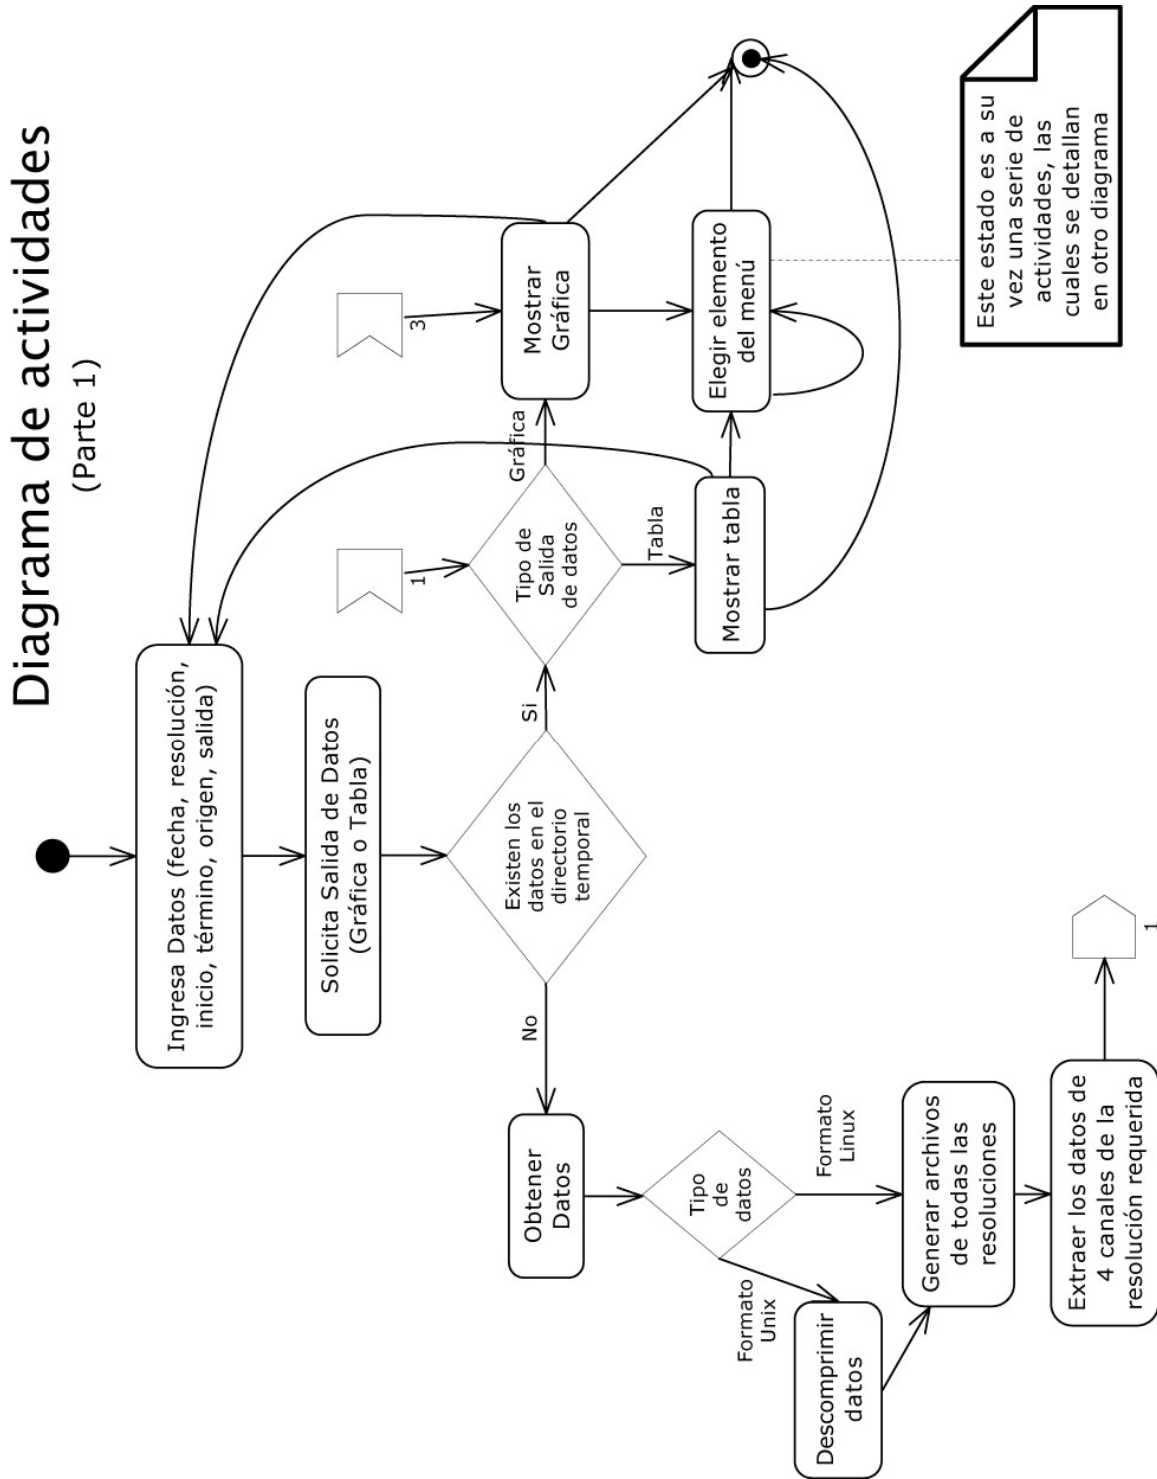 Diagrama de actividades
(Parte 1)
Ingresa Datos (fecha, resolución,
inicio, término, origen, salida)
Solicita Salida de Datos
(Gráfica o Tabla)
Existen los
datos en el
directorio
temporal
No
Si
Obtener
Datos
Tipo
de
datos
Formato
Unix
Formato
Linux
Descomprimir
datos
Generar archivos
de todas las
resoluciones
Extraer los datos de
4 canales de la
resolución requerida
1
1
Tipo de
Salida
de datos
Gráfica
Tabla
3
Mostrar
Gráfica
Mostrar tabla
Elegir elemento
del menú
Este estado es a su
vez una serie de
actividades, las
cuales se detallan
en otro diagrama